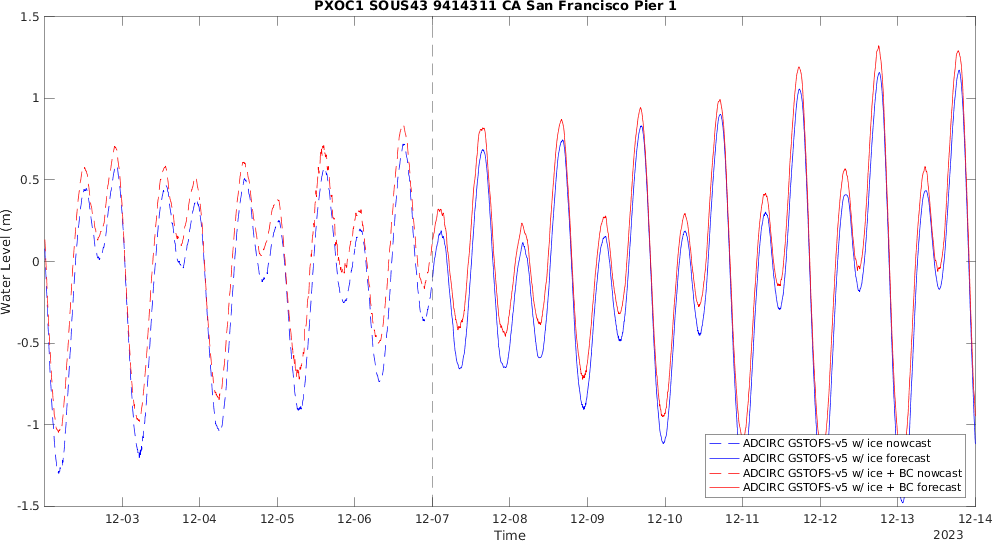 PXOC1 SOUS43 9414311 CA San Francisco Pier 1
1.5
1
0.5
0
-0.5
-1
-1.5
Water Level (m)
ADCIRC GSTOFS-v5 w/ ice nowcast
ADCIRC GSTOFS-v5 w/ ice forecast
ADCIRC GSTOFS-v5 w/ ice + BC nowcast
ADCIRC GSTOFS-v5 w/ ice + BC forecast
12-03 12-04 12-05 12-06 12-07 12-08 12-09 12-10 12-11 12-12 12-13 12-14
Time
2023